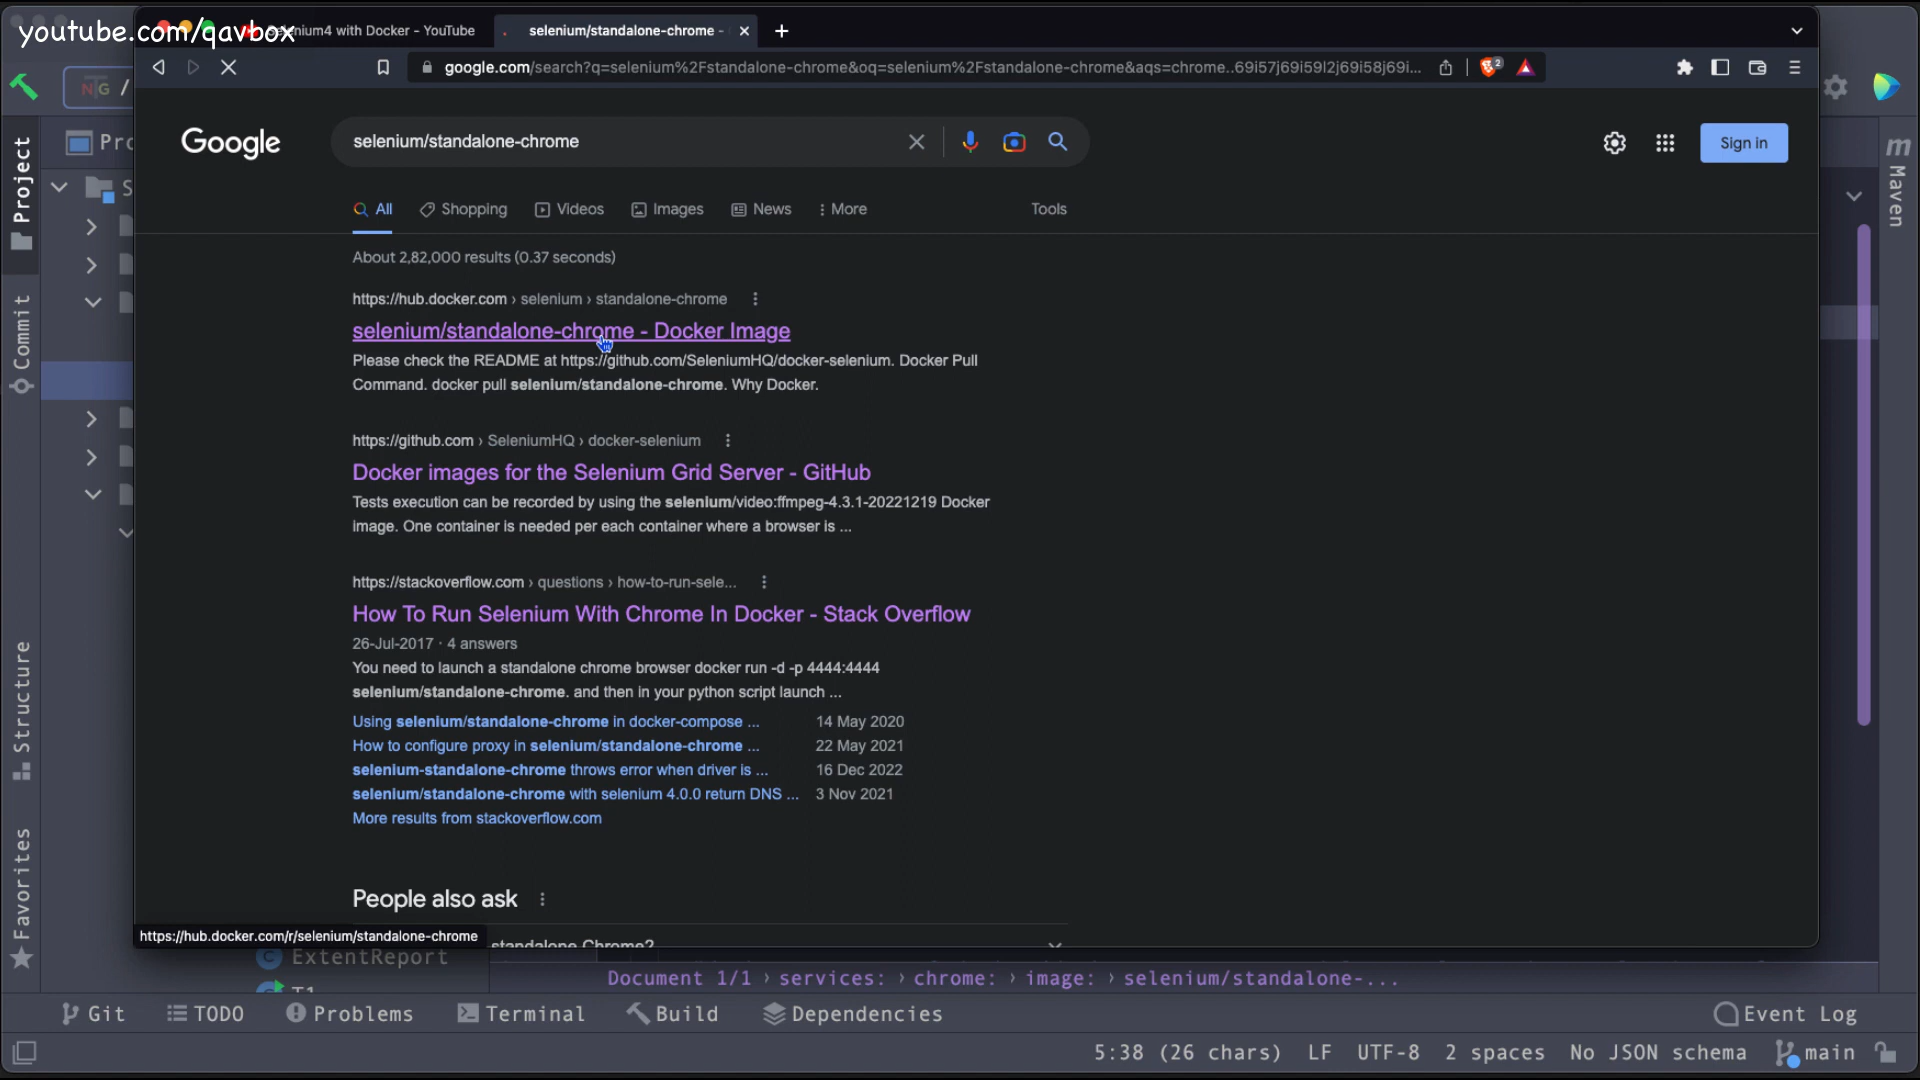 youtube.com/qavbox
Selenium4 with Docker - YouTube
selenium/standalone-chrome -
google.com/search?q=selenium%2Fstandalone-chrome&oq=selenium%2Fstandalone-chrome&aqs=chrome..69i57j69i59l2j69i58j69i...
2
NG /
Google
selenium/standalone-chrome
Sign in
Project
Commit
Structure
Favorites
Maven
All
Shopping
Videos
Images
News
More
Tools
About 2,82,000 results (0.37 seconds)
https://hub.docker.com › selenium › standalone-chrome
selenium/standalone-chrome - Docker Image
Please check the README at https://github.com/SeleniumHQ/docker-selenium. Docker Pull
Command. docker pull selenium/standalone-chrome. Why Docker.
https://github.com › SeleniumHQ › docker-selenium
Docker images for the Selenium Grid Server - GitHub
Tests execution can be recorded by using the selenium/video:ffmpeg-4.3.1-20221219 Docker
image. One container is needed per each container where a browser is ...
https://stackoverflow.com › questions › how-to-run-sele...
How To Run Selenium With Chrome In Docker - Stack Overflow
26-Jul-2017 · 4 answers
You need to launch a standalone chrome browser docker run -d -p 4444:4444
selenium/standalone-chrome. and then in your python script launch ...
Using selenium/standalone-chrome in docker-compose ... 14 May 2020
How to configure proxy in selenium/standalone-chrome ... 22 May 2021
selenium-standalone-chrome throws error when driver is ... 16 Dec 2022
selenium/standalone-chrome with selenium 4.0.0 return DNS ... 3 Nov 2021
More results from stackoverflow.com
People also ask
https://hub.docker.com/r/selenium/standalone-chrome
standalone Chrome?
ExtentReport
T1
Document 1/1 › services: › chrome: › image: › selenium/standalone-...
Git
TODO
Problems
Terminal
Build
Dependencies
Event Log
5:38 (26 chars) LF UTF-8 2 spaces No JSON schema main